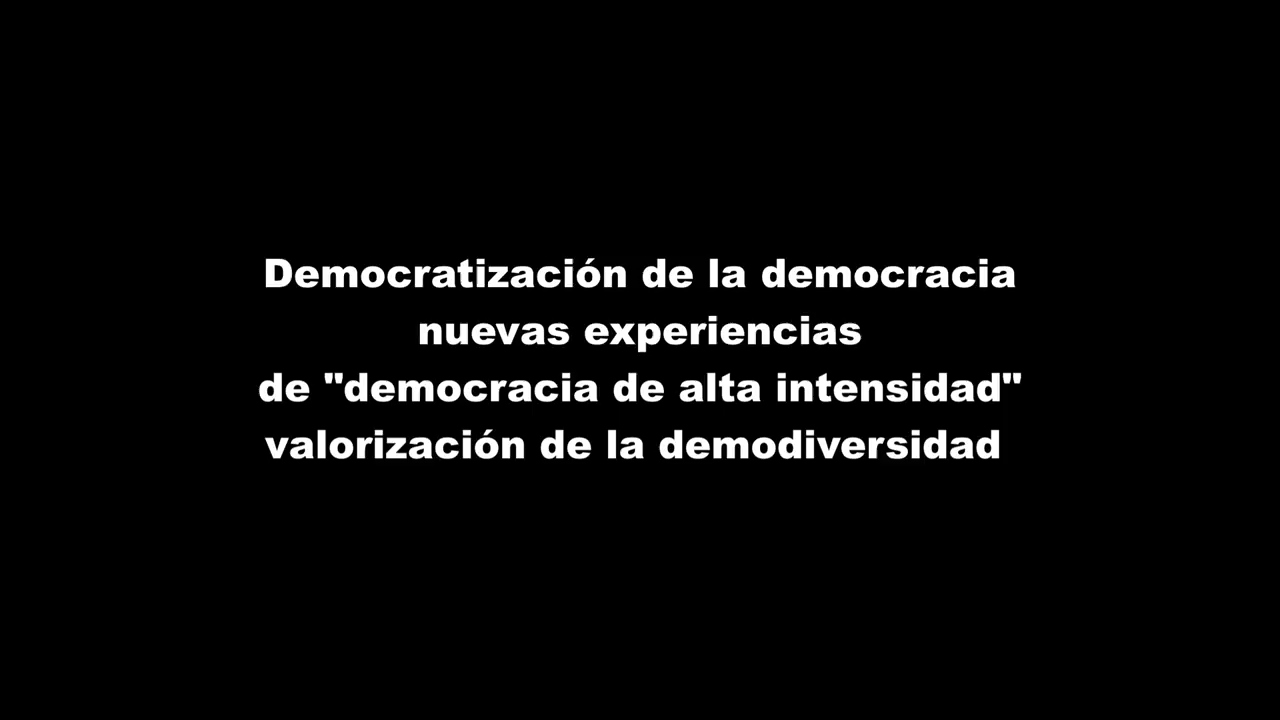 Democratización de la democracia
nuevas experiencias
de "democracia de alta intensidad"
valorización de la demodiversidad